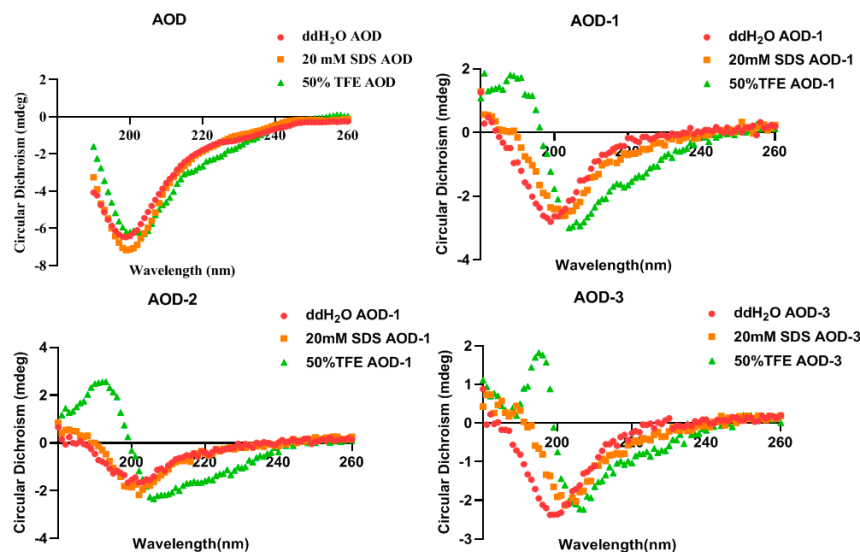 AOD
ddH₂O AOD
20 mM SDS AOD
50% TFE AOD
Circular Dichroism (mdeg)
2
0
-2
-4
-6
-8
200
220
240
260
Wavelength (nm)
AOD-1
ddH₂O AOD-1
20mM SDS AOD-1
50%TFE AOD-1
Circular Dichroism (mdeg)
4
2
0
-2
-4
200
220
240
260
Wavelength(nm)
AOD-2
ddH₂O AOD-1
20mM SDS AOD-1
50%TFE AOD-1
Circular Dichroism (mdeg)
4
2
0
-2
-4
200
220
240
260
Wavelength(nm)
AOD-3
ddH₂O AOD-3
20mM SDS AOD-3
50%TFE AOD-3
Circular Dichroism (mdeg)
2
1
0
-1
-2
-3
200
220
240
260
Wavelength(nm)